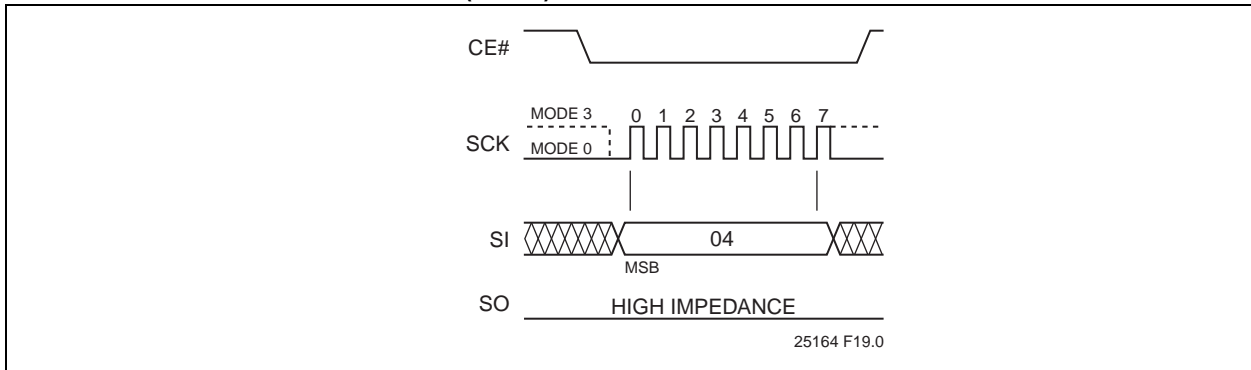 CE#
MODE 3 0 1 2 3 4 5 6 7
SCK
MODE 0
SI 04
MSB
SO HIGH IMPEDANCE
25164 F19.0